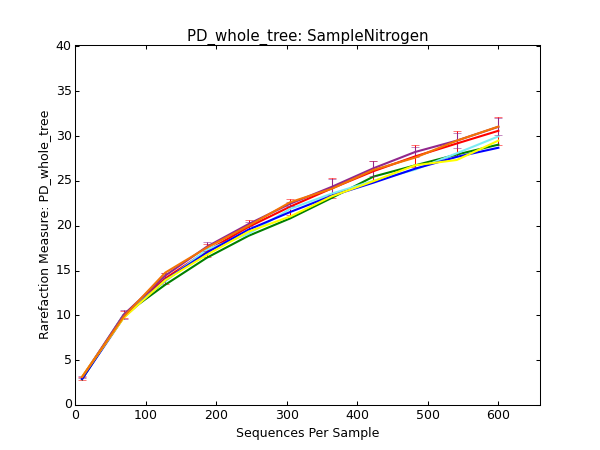 PD_whole_tree: SampleNitrogen
Rarefaction Measure: PD_whole_tree
40
35
30
25
20
15
10
5
0
0 100 200 300 400 500 600
Sequences Per Sample